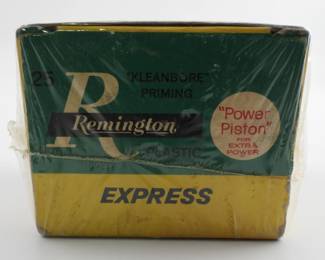 25
"KLEANBORE"
PRIMING
R
Remington
PLASTIC
"Power
Piston"
FOR
EXTRA
POWER
EXPRESS